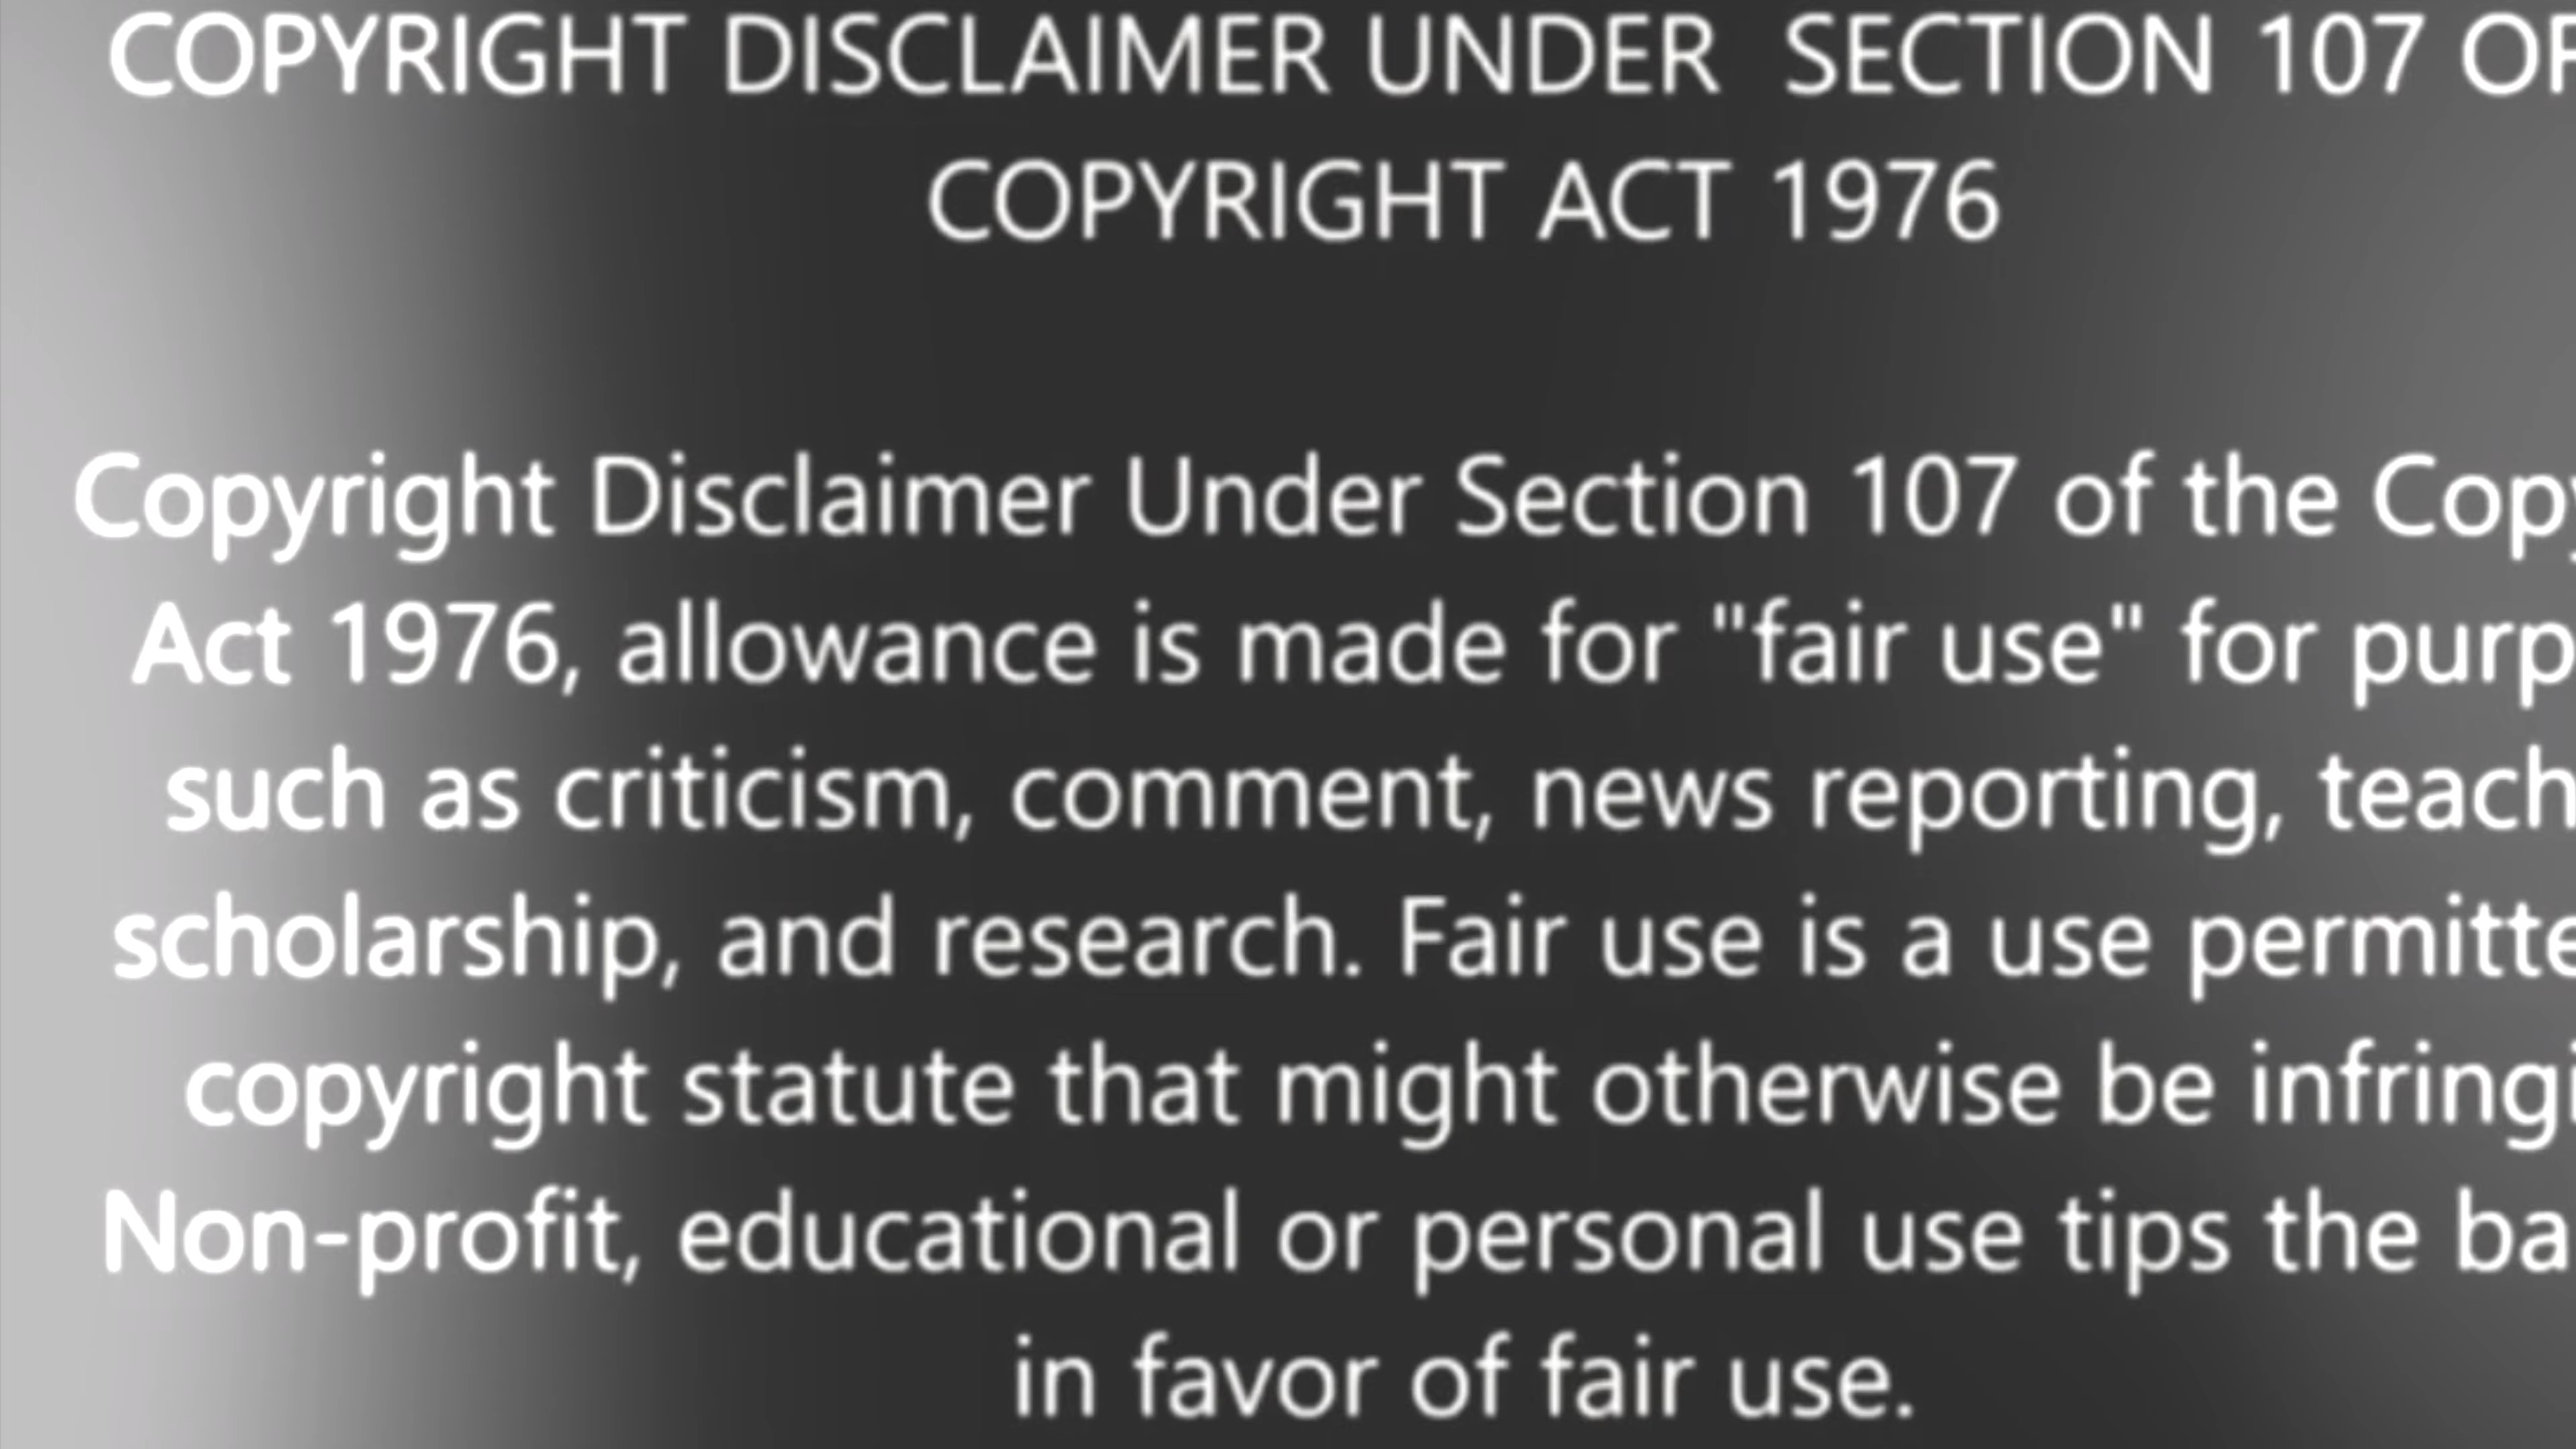 COPYRIGHT DISCLAIMER UNDER SECTION 107 OF
COPYRIGHT ACT 1976
Copyright Disclaimer Under Section 107 of the Copy
Act 1976, allowance is made for "fair use" for purp
such as criticism, comment, news reporting, teach
scholarship, and research. Fair use is a use permitte
copyright statute that might otherwise be infringi
Non-profit, educational or personal use tips the ba
in favor of fair use.